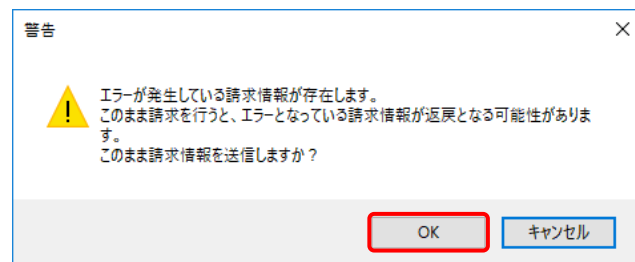 警告
エラーが発生している請求情報が存在します。
このまま請求を行うと、エラーとなっている請求情報が返戻となる可能性がありま
す。
このまま請求情報を送信しますか？
OK
キャンセル